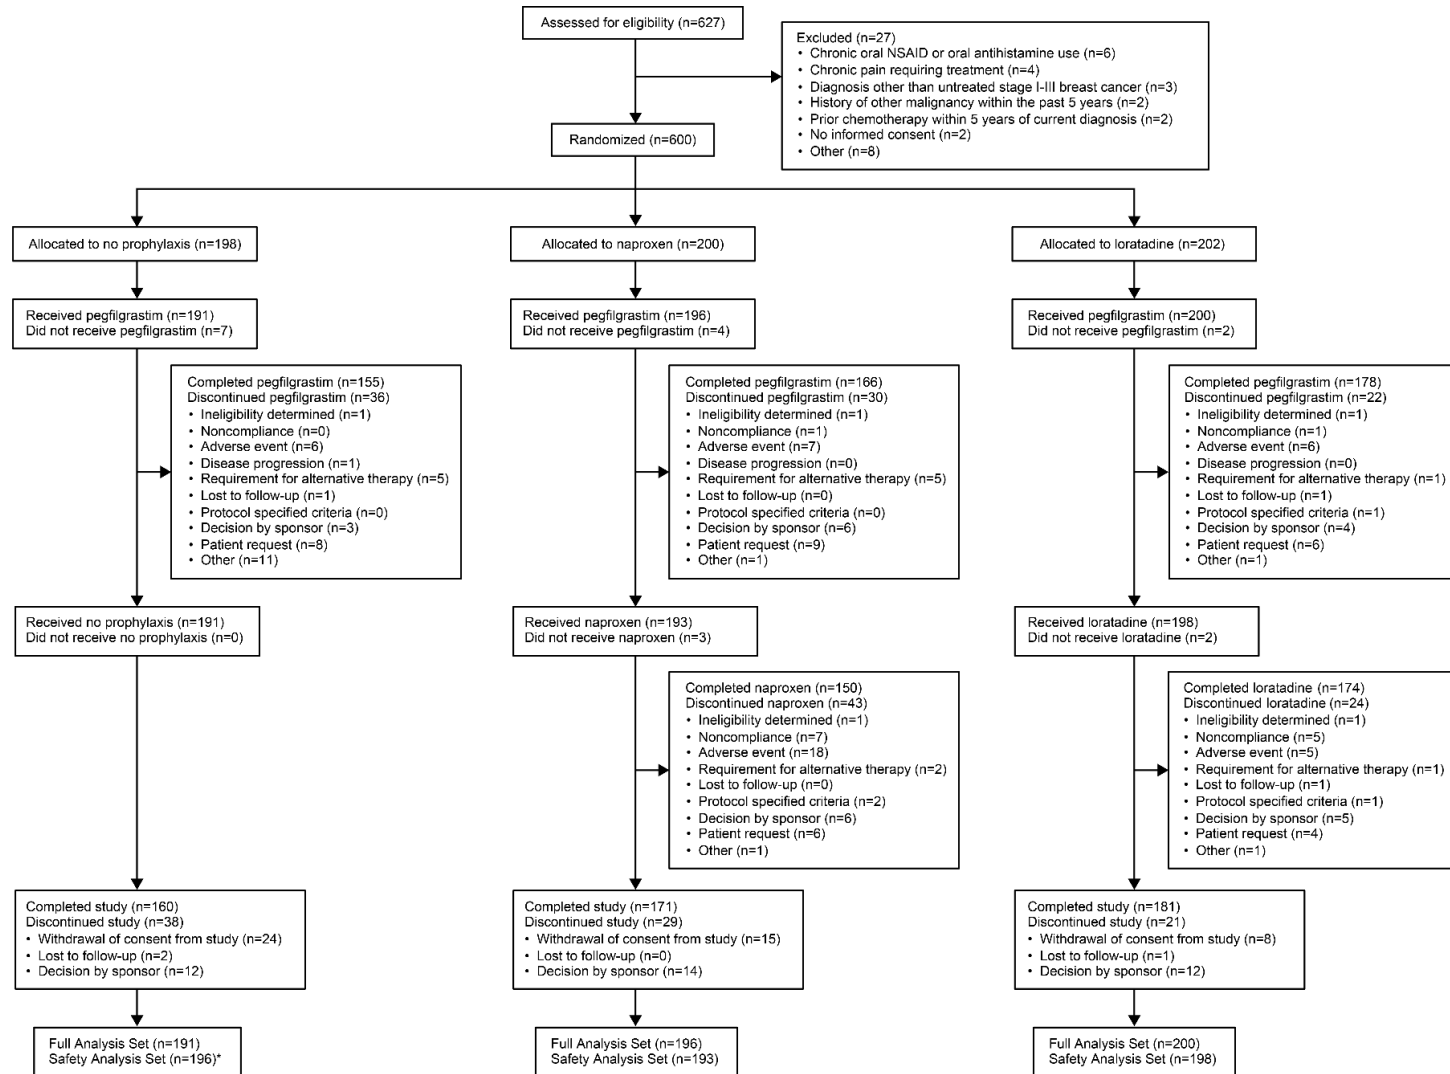 Assessed for eligibility (n=627)
Excluded (n=27)
• Chronic oral NSAID or oral antihistamine use (n=6)
• Chronic pain requiring treatment (n=4)
• Diagnosis other than untreated stage I-III breast cancer (n=3)
• History of other malignancy within the past 5 years (n=2)
• Prior chemotherapy within 5 years of current diagnosis (n=2)
• No informed consent (n=2)
• Other (n=8)
Randomized (n=600)
Allocated to no prophylaxis (n=198)
Allocated to naproxen (n=200)
Allocated to loratadine (n=202)
Received pegfilgrastim (n=191)
Did not receive pegfilgrastim (n=7)
Received pegfilgrastim (n=196)
Did not receive pegfilgrastim (n=4)
Received pegfilgrastim (n=200)
Did not receive pegfilgrastim (n=2)
Completed pegfilgrastim (n=155)
Discontinued pegfilgrastim (n=36)
• Ineligibility determined (n=1)
• Noncompliance (n=0)
• Adverse event (n=6)
• Disease progression (n=1)
• Requirement for alternative therapy (n=5)
• Lost to follow-up (n=1)
• Protocol specified criteria (n=0)
• Decision by sponsor (n=3)
• Patient request (n=8)
• Other (n=11)
Completed pegfilgrastim (n=166)
Discontinued pegfilgrastim (n=30)
• Ineligibility determined (n=1)
• Noncompliance (n=1)
• Adverse event (n=7)
• Disease progression (n=0)
• Requirement for alternative therapy (n=5)
• Lost to follow-up (n=0)
• Protocol specified criteria (n=0)
• Decision by sponsor (n=6)
• Patient request (n=9)
• Other (n=1)
Completed pegfilgrastim (n=178)
Discontinued pegfilgrastim (n=22)
• Ineligibility determined (n=1)
• Noncompliance (n=1)
• Adverse event (n=6)
• Disease progression (n=0)
• Requirement for alternative therapy (n=1)
• Lost to follow-up (n=1)
• Protocol specified criteria (n=1)
• Decision by sponsor (n=4)
• Patient request (n=6)
• Other (n=1)
Received no prophylaxis (n=191)
Did not receive no prophylaxis (n=0)
Received naproxen (n=193)
Did not receive naproxen (n=3)
Received loratadine (n=198)
Did not receive loratadine (n=2)
Completed naproxen (n=150)
Discontinued naproxen (n=43)
• Ineligibility determined (n=1)
• Noncompliance (n=7)
• Adverse event (n=18)
• Requirement for alternative therapy (n=2)
• Lost to follow-up (n=0)
• Protocol specified criteria (n=2)
• Decision by sponsor (n=6)
• Patient request (n=6)
• Other (n=1)
Completed loratadine (n=174)
Discontinued loratadine (n=24)
• Ineligibility determined (n=1)
• Noncompliance (n=5)
• Adverse event (n=5)
• Requirement for alternative therapy (n=1)
• Lost to follow-up (n=1)
• Protocol specified criteria (n=1)
• Decision by sponsor (n=5)
• Patient request (n=4)
• Other (n=1)
Completed study (n=160)
Discontinued study (n=38)
• Withdrawal of consent from study (n=24)
• Lost to follow-up (n=2)
• Decision by sponsor (n=12)
Completed study (n=171)
Discontinued study (n=29)
• Withdrawal of consent from study (n=15)
• Lost to follow-up (n=0)
• Decision by sponsor (n=14)
Completed study (n=181)
Discontinued study (n=21)
• Withdrawal of consent from study (n=8)
• Lost to follow-up (n=1)
• Decision by sponsor (n=12)
Full Analysis Set (n=191)
Safety Analysis Set (n=196)*
Full Analysis Set (n=196)
Safety Analysis Set (n=193)
Full Analysis Set (n=200)
Safety Analysis Set (n=198)